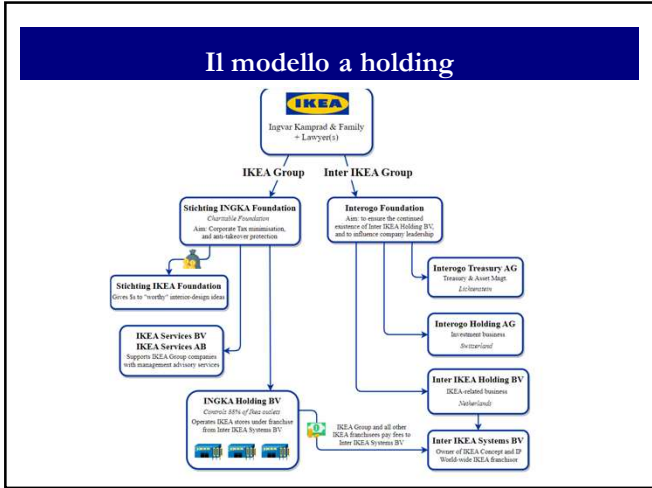 Il modello a holding
IKEA
Ingvar Kamprad & Family
+ Lawyer(s)
IKEA Group
Inter IKEA Group
Stichting INGKA Foundation
Charitable Foundation
Aim: Corporate Tax minimisation,
and anti-takeover protection
Interogo Foundation
Aim: to ensure the continued
existence of Inter IKEA Holding BV,
and to influence company leadership
Stichting IKEA Foundation
Gives $s to "worthy" interior-design ideas
Interogo Treasury AG
Treasury & Asset Mngt.
Lichtenstein
IKEA Services BV
IKEA Services AB
Supports IKEA Group companies
with management advisory services
Interogo Holding AG
Investment business
Switzerland
INGKA Holding BV
Controls 88% of Ikea outlets
Operates IKEA stores under franchise
from Inter IKEA Systems BV
Inter IKEA Holding BV
IKEA-related business
Netherlands
IKEA Group and all other
IKEA franchisees pay fees to
Inter IKEA Systems BV
Inter IKEA Systems BV
Owner of IKEA Concept and IP
World-wide IKEA franchisor